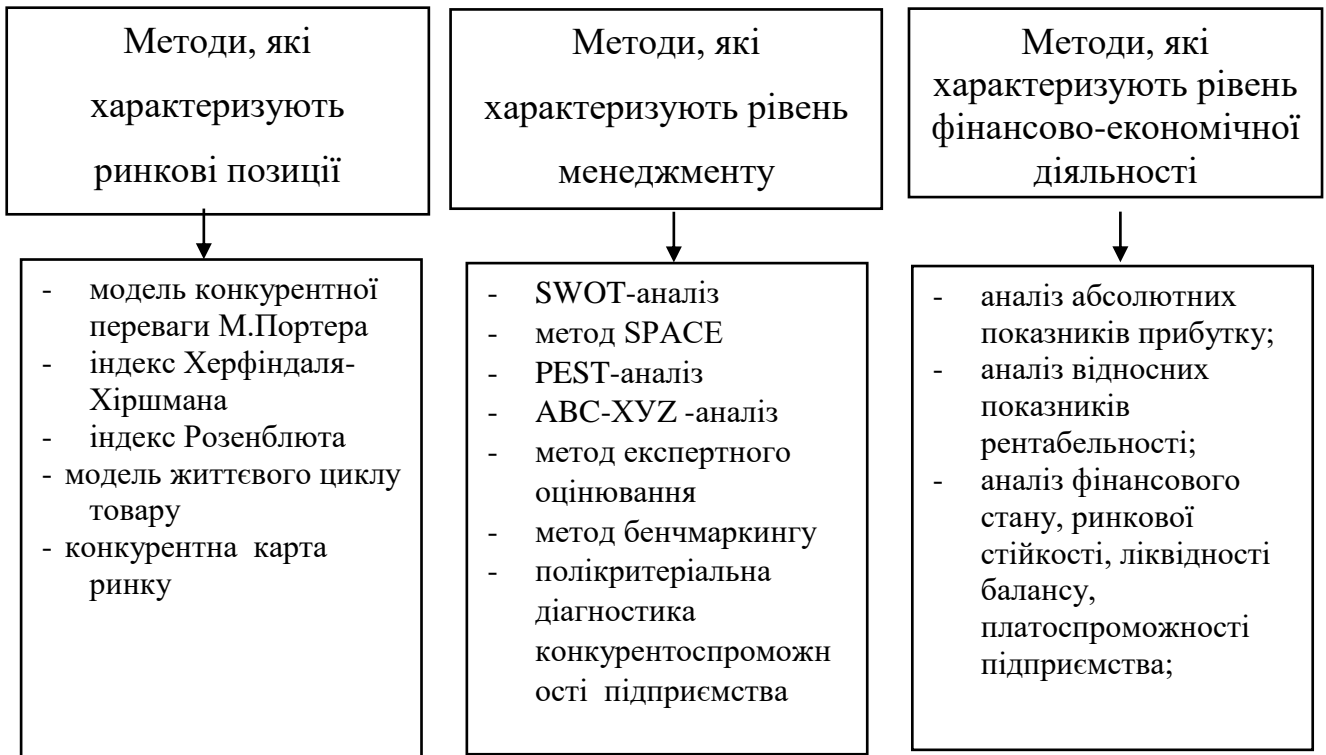 Методи, які
характеризують
ринкові позиції
Методи, які
характеризують рівень
менеджменту
Методи, які
характеризують рівень
фінансово-економічної
діяльності
- модель конкурентної
переваги М.Портера
- індекс Херфіндаля-
Хіршмана
- індекс Розенблюта
- модель життєвого циклу
товару
- конкурентна карта
ринку
- SWOT-аналіз
- метод SPACE
- PEST-аналіз
- АВС-ХУZ -аналіз
- метод експертного
оцінювання
- метод бенчмаркингу
- полікритеріальна
діагностика
конкурентоспроможн
ості підприємства
- аналіз абсолютних
показників прибутку;
- аналіз відносних
показників
рентабельності;
- аналіз фінансового
стану, ринкової
стійкості, ліквідності
балансу,
платоспроможності
підприємства;